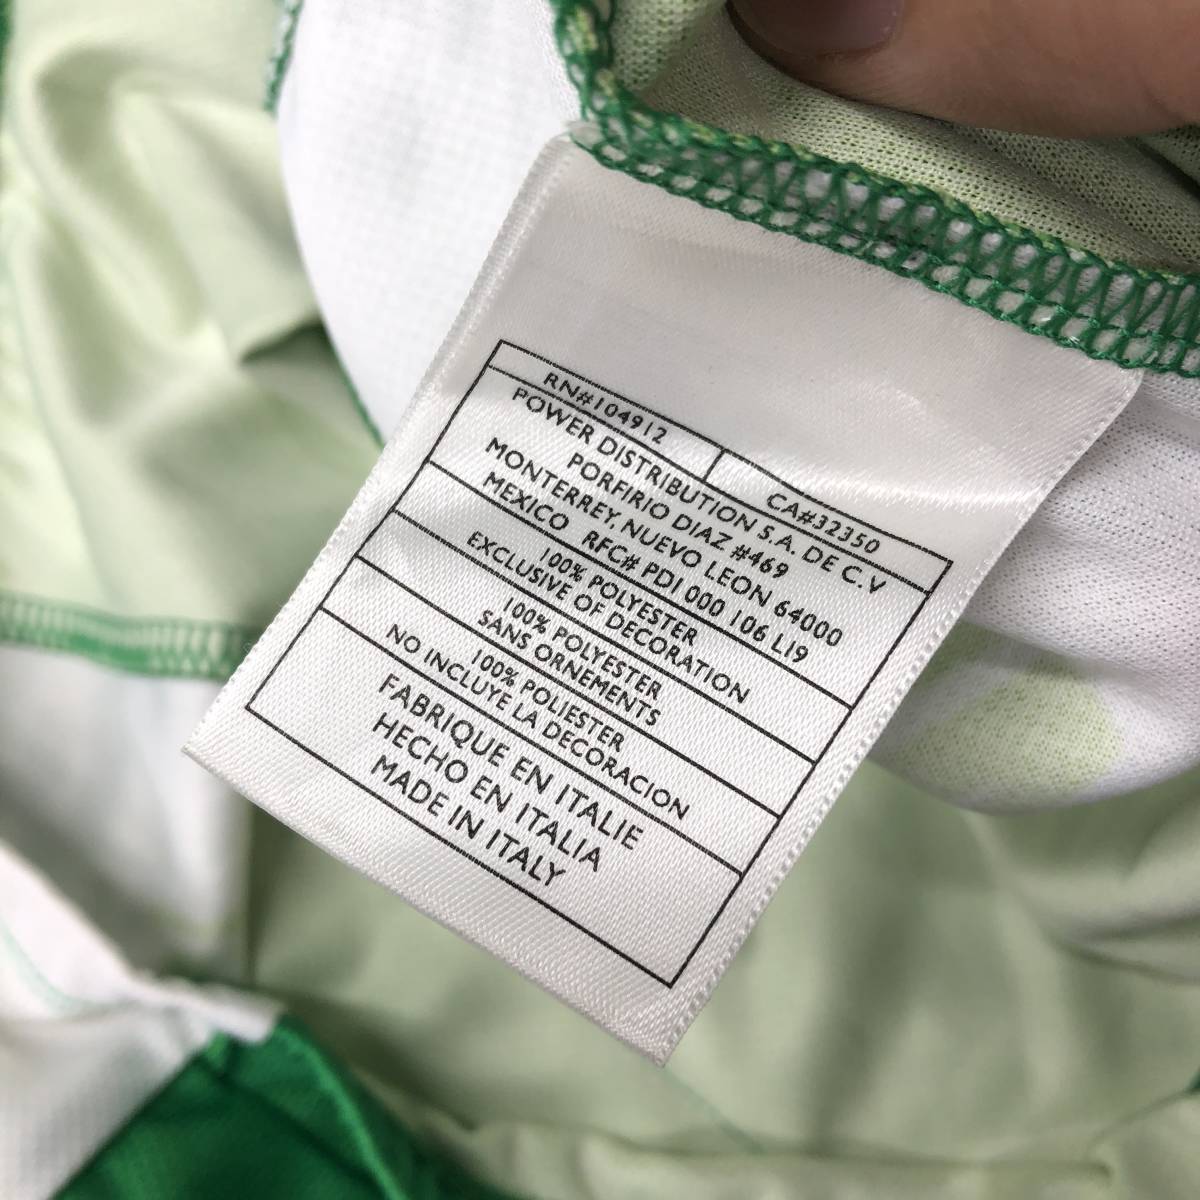 RN#104912 CA#32350
POWER DISTRIBUTION S.A. DE C.V
PORFIRIO DIAZ #469
MONTERREY, NUEVO LEON 64000
MEXICO RFC# PDI 000 106 LI9
100% POLYESTER
EXCLUSIVE OF DECORATION
100% POLYESTER
SANS ORNEMENTS
100% POLIESTER
NO INCLUYE LA DECORACION
FABRIQUE EN ITALIE
HECHO EN ITALIA
MADE IN ITALY